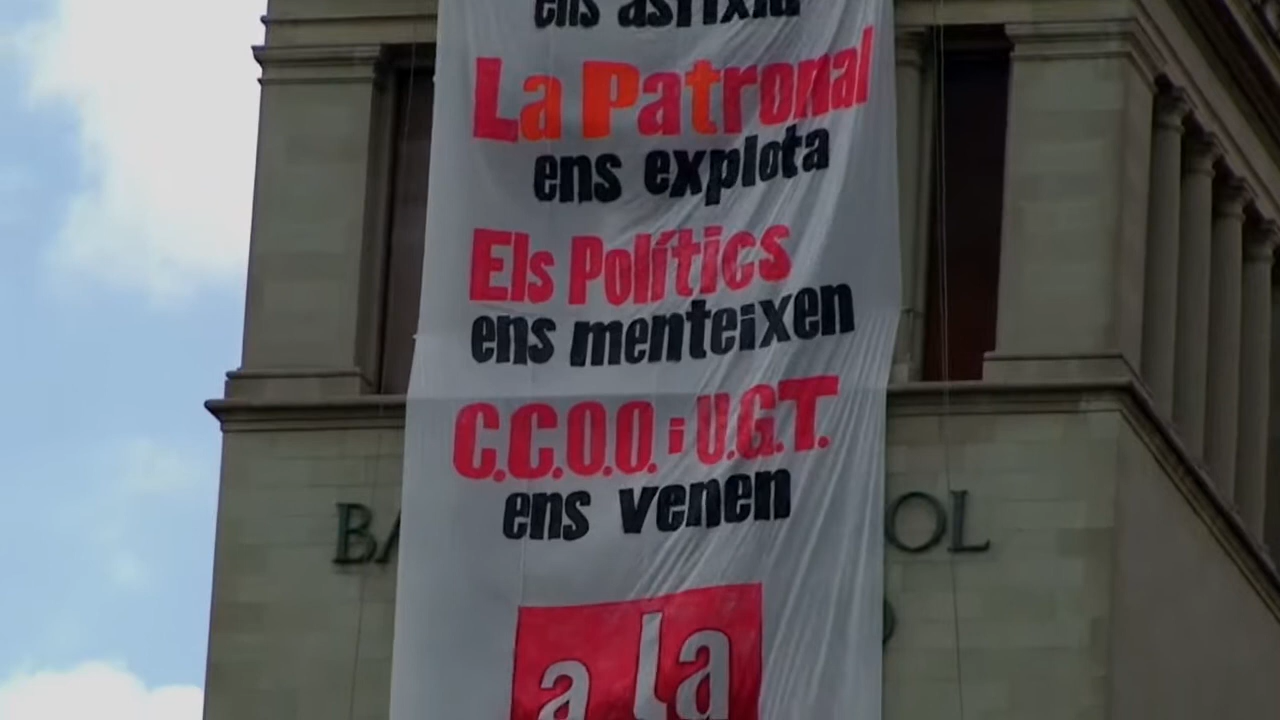 ens asfixia
La Patronal
ens explota
Els Polítics
ens menteixen
C.C.O.O. i U.G.T.
ens venen
a la